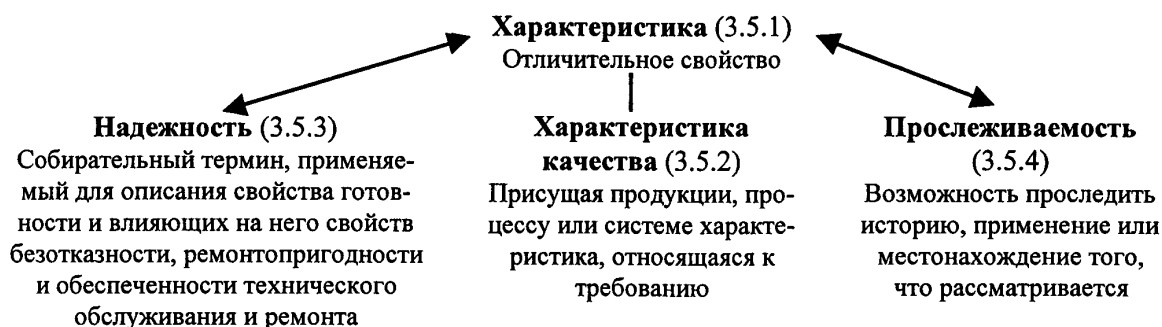 Характеристика (3.5.1)
Отличительное свойство
Надежность (3.5.3)
Собирательный термин, применяе-
мый для описания свойства готов-
ности и влияющих на него свойств
безотказности, ремонтопригодности
и обеспеченности технического
обслуживания и ремонта
Характеристика
качества (3.5.2)
Присущая продукции, про-
цессу или системе характе-
ристика, относящаяся к
требованию
Прослеживаемость
(3.5.4)
Возможность проследить
историю, применение или
местонахождение того,
что рассматривается